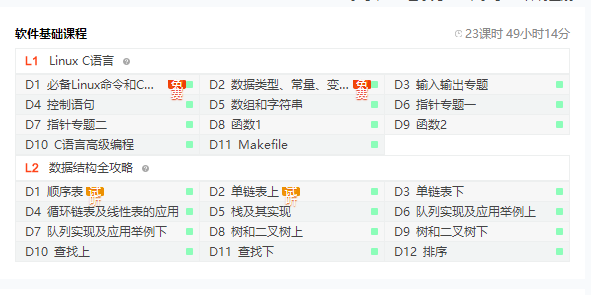 软件基础课程 23课时 49小时14分
L1 Linux C语言
D1 必备Linux命令和C... 免费 D2 数据类型、常量、变... 免费 D3 输入输出专题
D4 控制语句 D5 数组和字符串 D6 指针专题一
D7 指针专题二 D8 函数1 D9 函数2
D10 C语言高级编程 D11 Makefile
L2 数据结构全攻略
D1 顺序表 试听 D2 单链表上 试听 D3 单链表下
D4 循环链表及线性表的应用 D5 栈及其实现 D6 队列实现及应用举例上
D7 队列实现及应用举例下 D8 树和二叉树上 D9 树和二叉树下
D10 查找上 D11 查找下 D12 排序